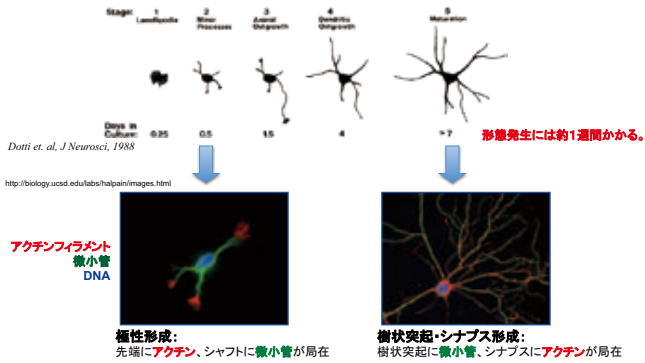 Stage: 1 2 3 4 5
Lamellipodia Minor Processes Axonal Outgrowth Dendritic Outgrowth Maturation
Days in Culture: 0.25 0.5 1.5 4 >7
形態発生には約1週間かかる。
Dotti et. al, J Neurosci, 1988
http://biology.ucsd.edu/labs/halpain/images.html
アクチンフィラメント
微小管
DNA
極性形成:
先端にアクチン、シャフトに微小管が局在
樹状突起・シナプス形成:
樹状突起に微小管、シナプスにアクチンが局在